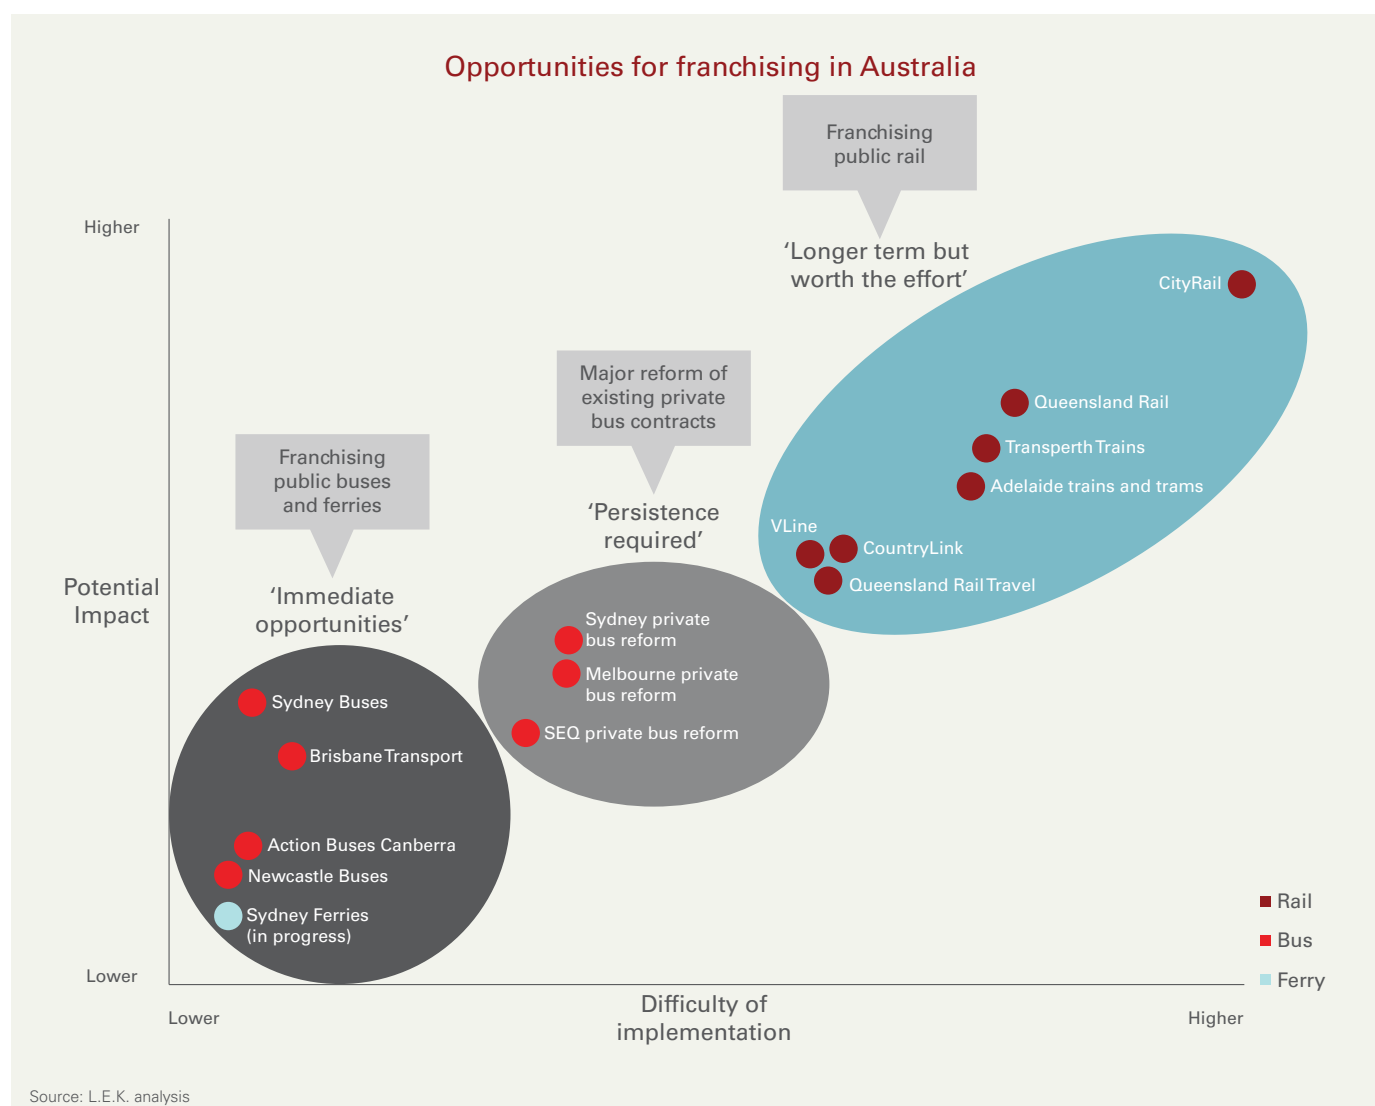 Opportunities for franchising in Australia
Franchising
public rail
Higher
‘Longer term but
worth the effort’
CityRail
Major reform of
existing private
bus contracts
Queensland Rail
Franchising
public buses
and ferries
Transperth Trains
Adelaide trains and trams
‘Persistence
required’
VLine
CountryLink
Queensland Rail Travel
Potential
Impact
‘Immediate
opportunities’
Sydney private
bus reform
Melbourne private
bus reform
SEQ private bus reform
Sydney Buses
Brisbane Transport
Action Buses Canberra
Newcastle Buses
Sydney Ferries
(in progress)
Rail
Bus
Ferry
Lower
Lower
Difficulty of
implementation
Higher
Source: L.E.K. analysis